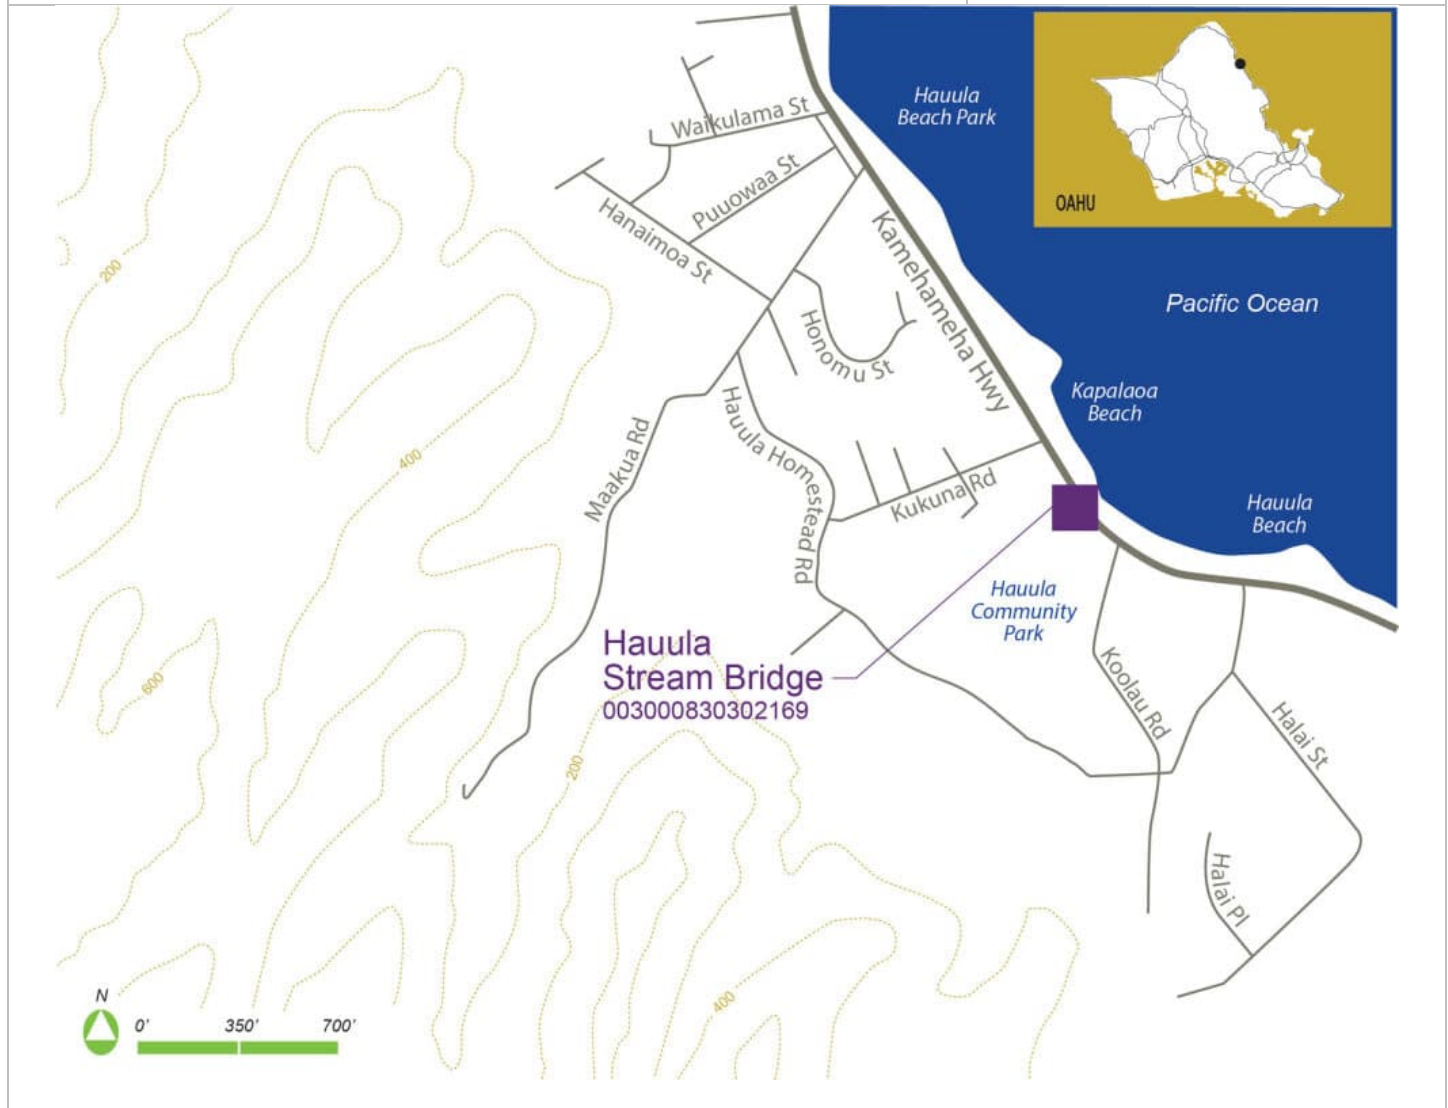 Hauula
Beach Park
OAHU
Waikulama St
Puuowaa St
Hanaimoa St
Kamehameha Hwy
200
Pacific Ocean
Honomu St
Kapalaoa
Beach
Hauula Homestead Rd
Maakua Rd
400
Kukuna Rd
Hauula
Beach
Hauula
Community
Park
Hauula
Stream Bridge
003000830302169
600
Koolau Rd
Halai St
200
Halai Pl
400
N
0'
350'
700'